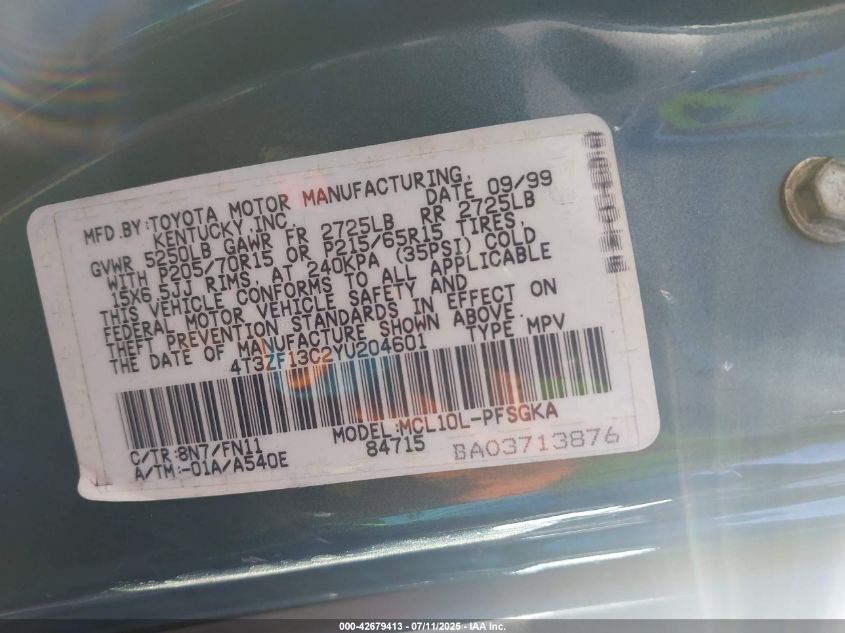 MFD.BY:TOYOTA MOTOR MANUFACTURING,
KENTUCKY,INC. DATE 09/99
GVWR 5250LB GAWR FR 2725LB RR 2725LB
WITH P205/70R15 OR P215/65R15 TIRES,
15X6.5JJ RIMS, AT 240KPA (35PSI) COLD
THIS VEHICLE CONFORMS TO ALL APPLICABLE
FEDERAL MOTOR VEHICLE SAFETY AND
THEFT PREVENTION STANDARDS IN EFFECT ON
THE DATE OF MANUFACTURE SHOWN ABOVE.
4T3ZF13C2YU204601 TYPE MPV
C/TR:8N7/FN11 MODEL:MCL10L-PFSGKA
A/TM:-01A/A540E 84715 BA03713876
000-42679413 - 07/11/2025 - IAA Inc.